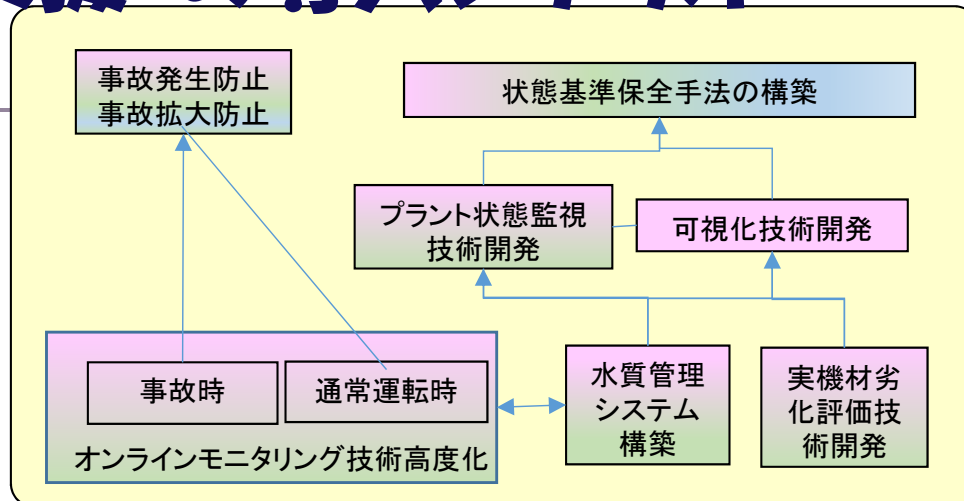 事故発生防止
事故拡大防止
状態基準保全手法の構築
プラント状態監視
技術開発
可視化技術開発
事故時
通常運転時
オンラインモニタリング技術高度化
水質管理
システム
構築
実機材劣
化評価技
術開発